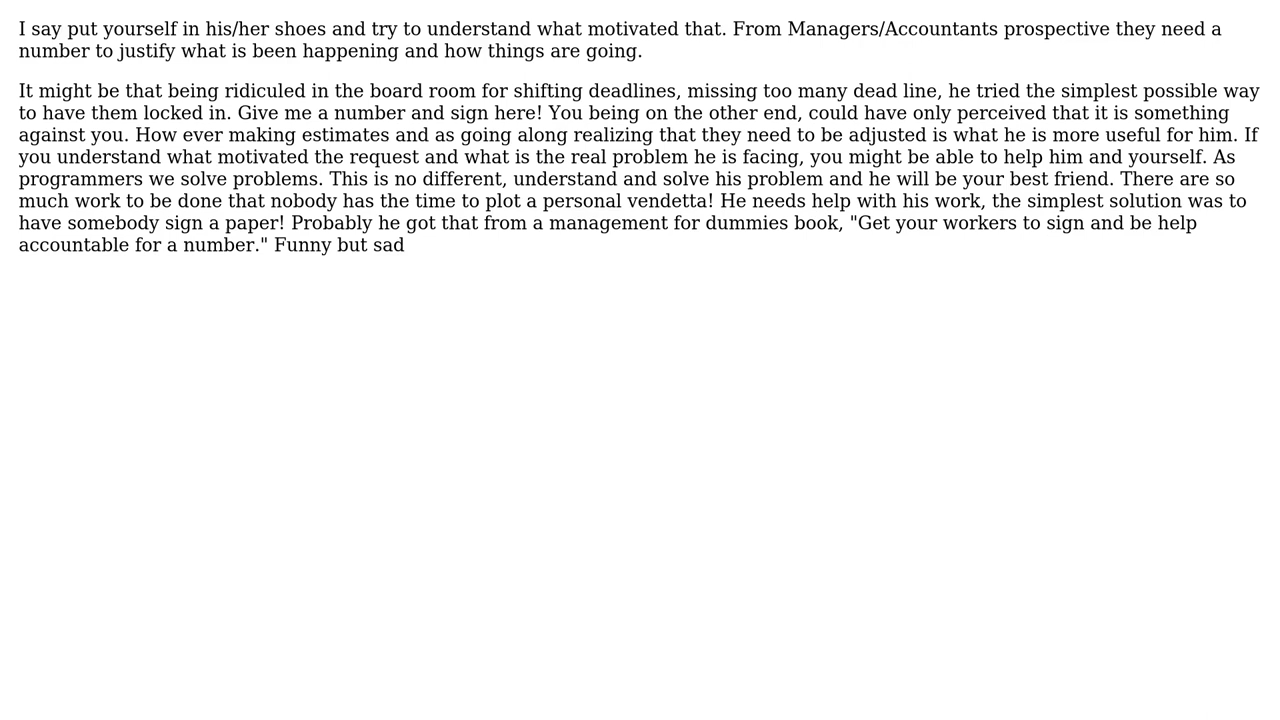 I say put yourself in his/her shoes and try to understand what motivated that. From Managers/Accountants prospective they need a
number to justify what is been happening and how things are going.
It might be that being ridiculed in the board room for shifting deadlines, missing too many dead line, he tried the simplest possible way
to have them locked in. Give me a number and sign here! You being on the other end, could have only perceived that it is something
against you. How ever making estimates and as going along realizing that they need to be adjusted is what he is more useful for him. If
you understand what motivated the request and what is the real problem he is facing, you might be able to help him and yourself. As
programmers we solve problems. This is no different, understand and solve his problem and he will be your best friend. There are so
much work to be done that nobody has the time to plot a personal vendetta! He needs help with his work, the simplest solution was to
have somebody sign a paper! Probably he got that from a management for dummies book, "Get your workers to sign and be help
accountable for a number." Funny but sad